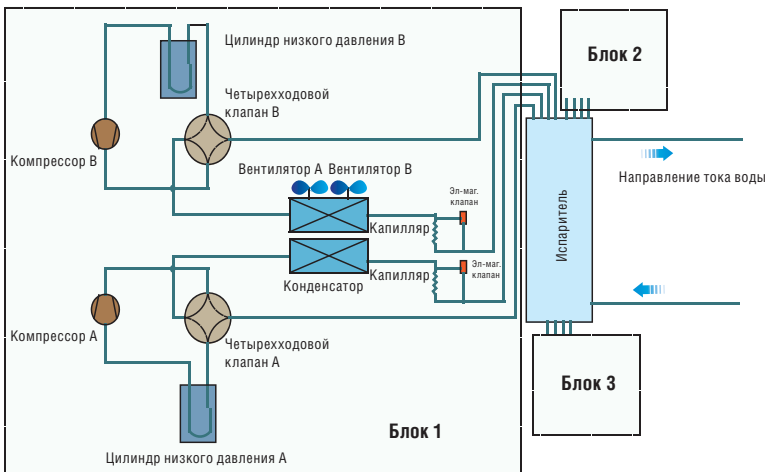 Цилиндр низкого давления В
Блок 2
Четырехходовой
клапан В
Компрессор В
Вентилятор А Вентилятор В
Направление тока воды
Эл-маг.
клапан
Капилляр
Испаритель
Эл-маг.
клапан
Капилляр
Конденсатор
Компрессор А
Четырехходовой
клапан А
Блок 3
Блок 1
Цилиндр низкого давления А